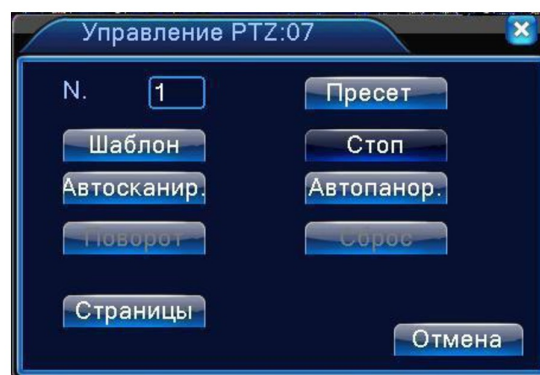 Управление PTZ:07
N. 1 Пресет
Шаблон Стоп
Автосканир. Автопанор.
Поворот Сброс
Страницы
Отмена